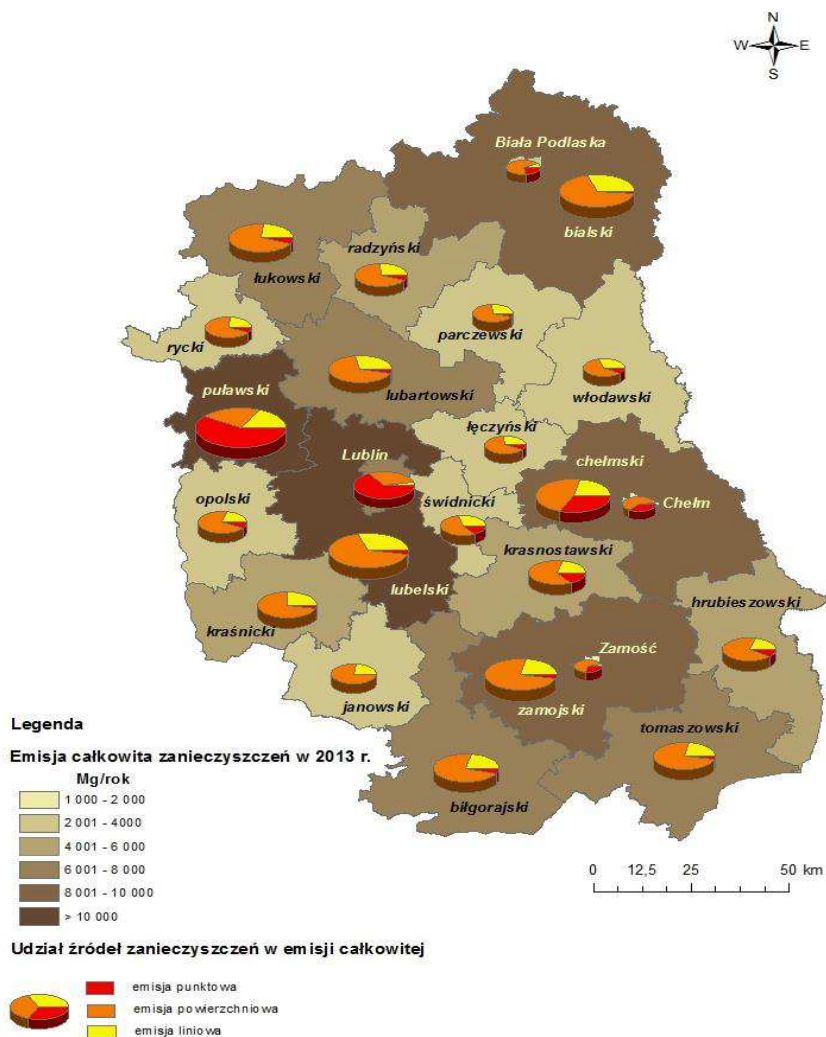 N
W E
S
Biała Podlaska
bialski
radzyński
łukowski
parczewski
rycki
włodawski
puławski
lubartowski
łęczyński
Lublin
chełmski
opolski
świdnicki
Chełm
krasnostawski
lubelski
hrubieszowski
kraśnicki
Zamość
janowski
zamojski
tomaszowski
biłgorajski
Legenda
Emisja całkowita zanieczyszczeń w 2013 r.
Mg/rok
1 000 - 2 000
2 001 - 4000
4 001 - 6 000
6 001 - 8 000
8 001 - 10 000
> 10 000
0 12,5 25 50 km
Udział źródeł zanieczyszczeń w emisji całkowitej
emisja punktowa
emisja powierzchniowa
emisja liniowa